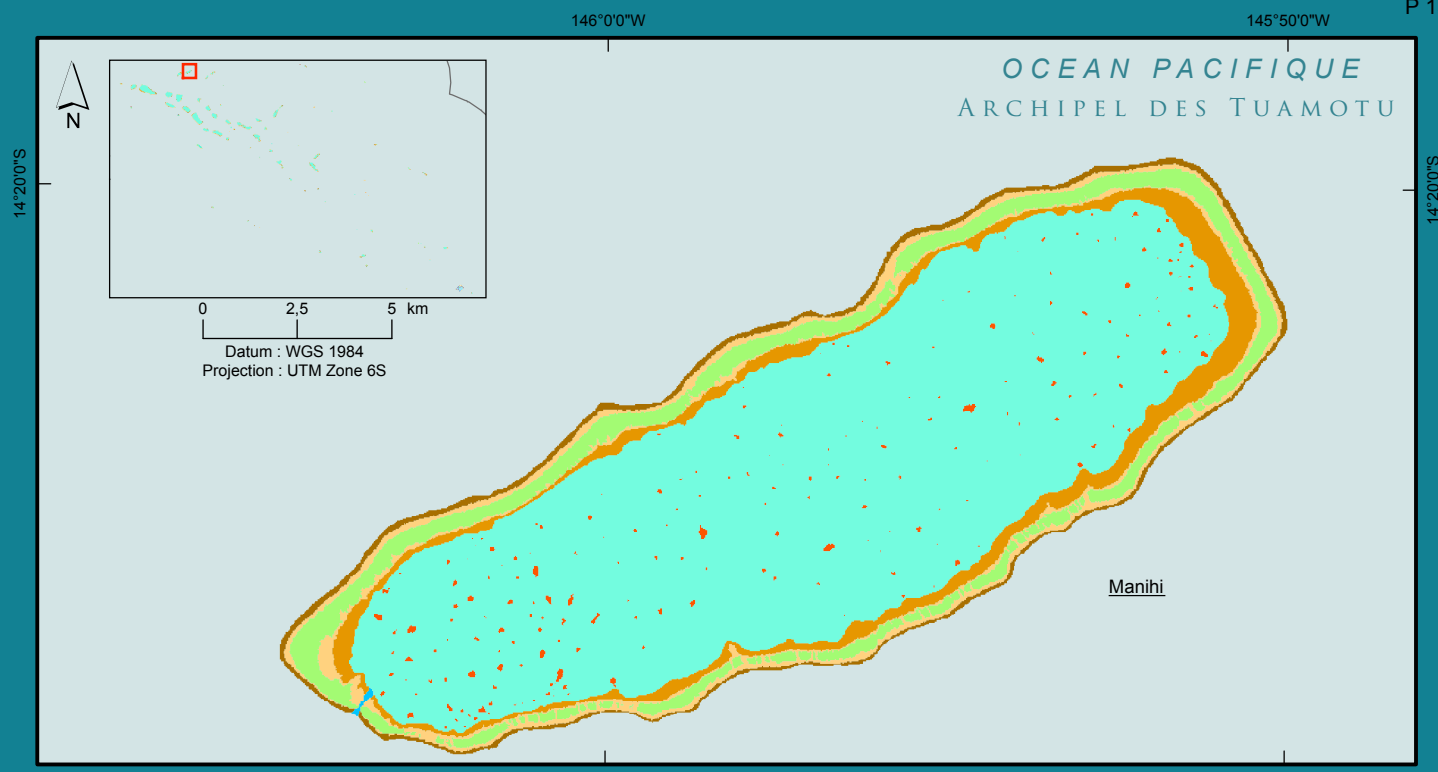 P 1
146°0'0"W
145°50'0"W
OCEAN PACIFIQUE
ARCHIPEL DES TUAMOTU
N
14°20'0"S
14°20'0"S
0 2,5 5 km
Datum : WGS 1984
Projection : UTM Zone 6S
Manihi